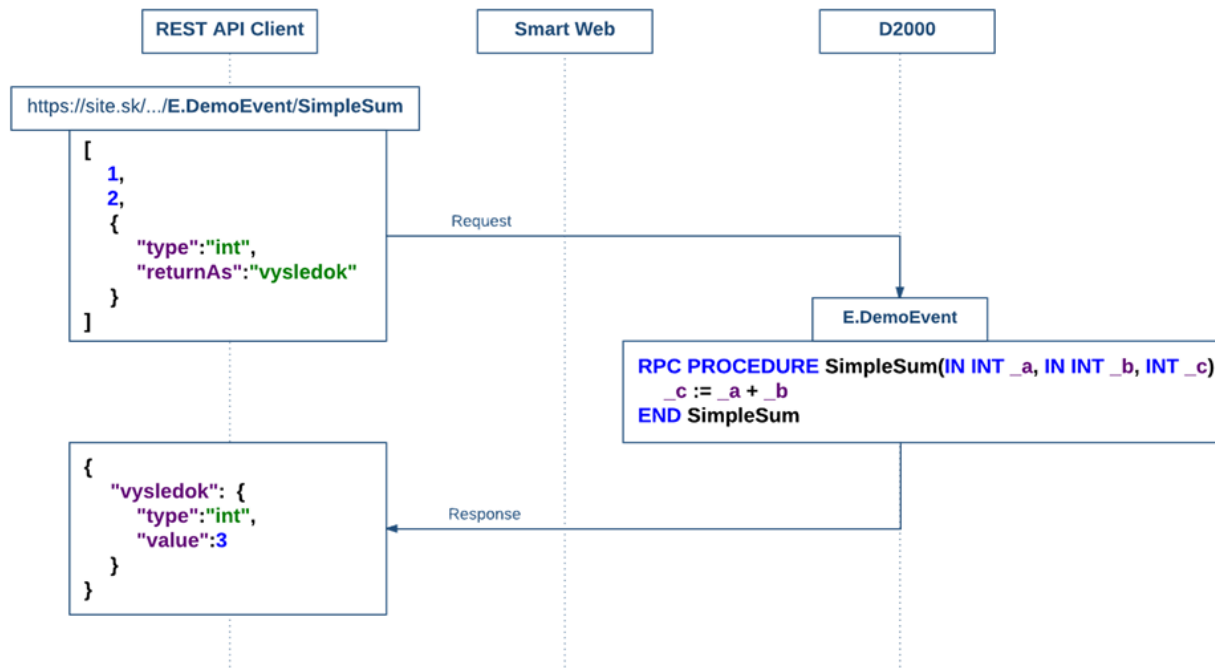 REST API Client
Smart Web
D2000
https://site.sk/.../E.DemoEvent/SimpleSum
[
1,
2,
{
"type":"int",
"returnAs":"vysledok"
}
]
Request
E.DemoEvent
RPC PROCEDURE SimpleSum(IN INT _a, IN INT _b, INT _c)
_c := _a + _b
END SimpleSum
{
"vysledok": {
"type":"int",
"value":3
}
}
Response